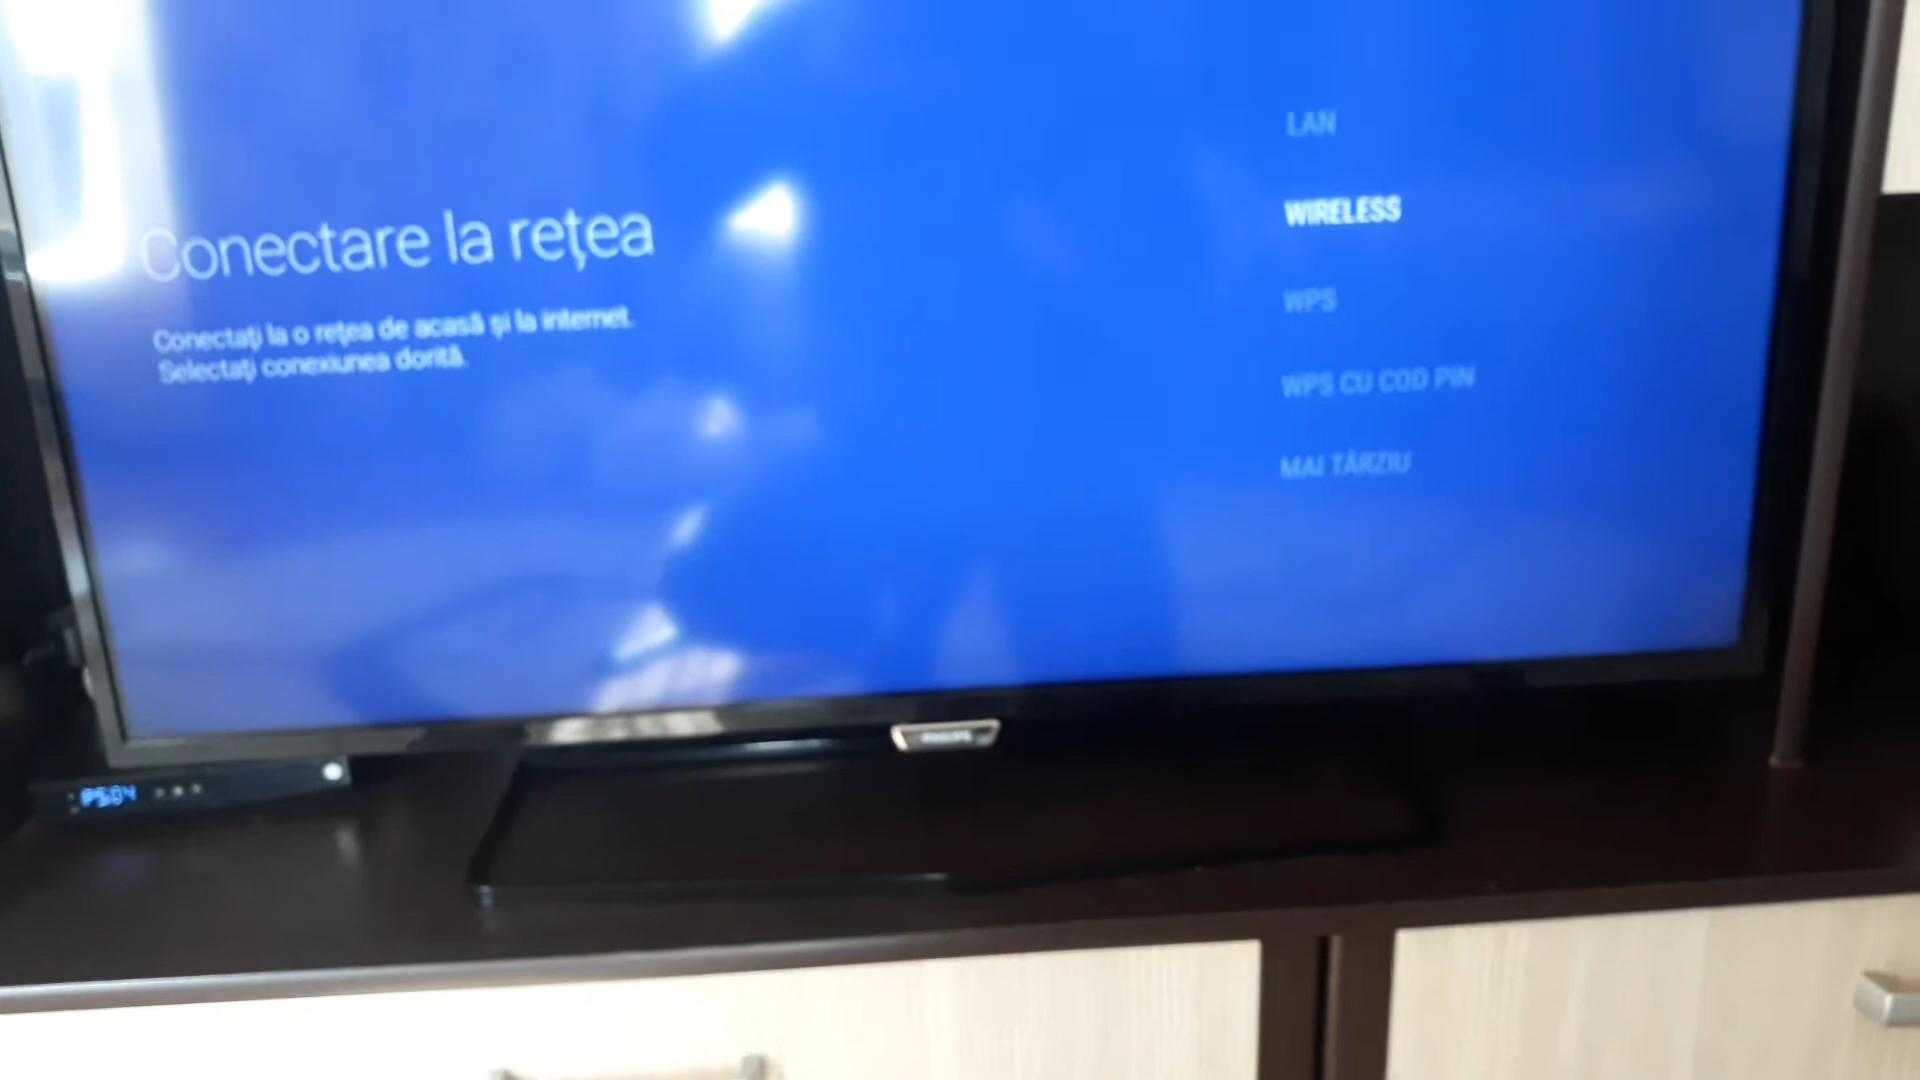 Conectare la rețea
Conectați la o rețea de acasă și la internet.
Selectați conexiunea dorită.
LAN
WIRELESS
WPS
WPS CU COD PIN
MAI TÂRZIU
PHILIPS